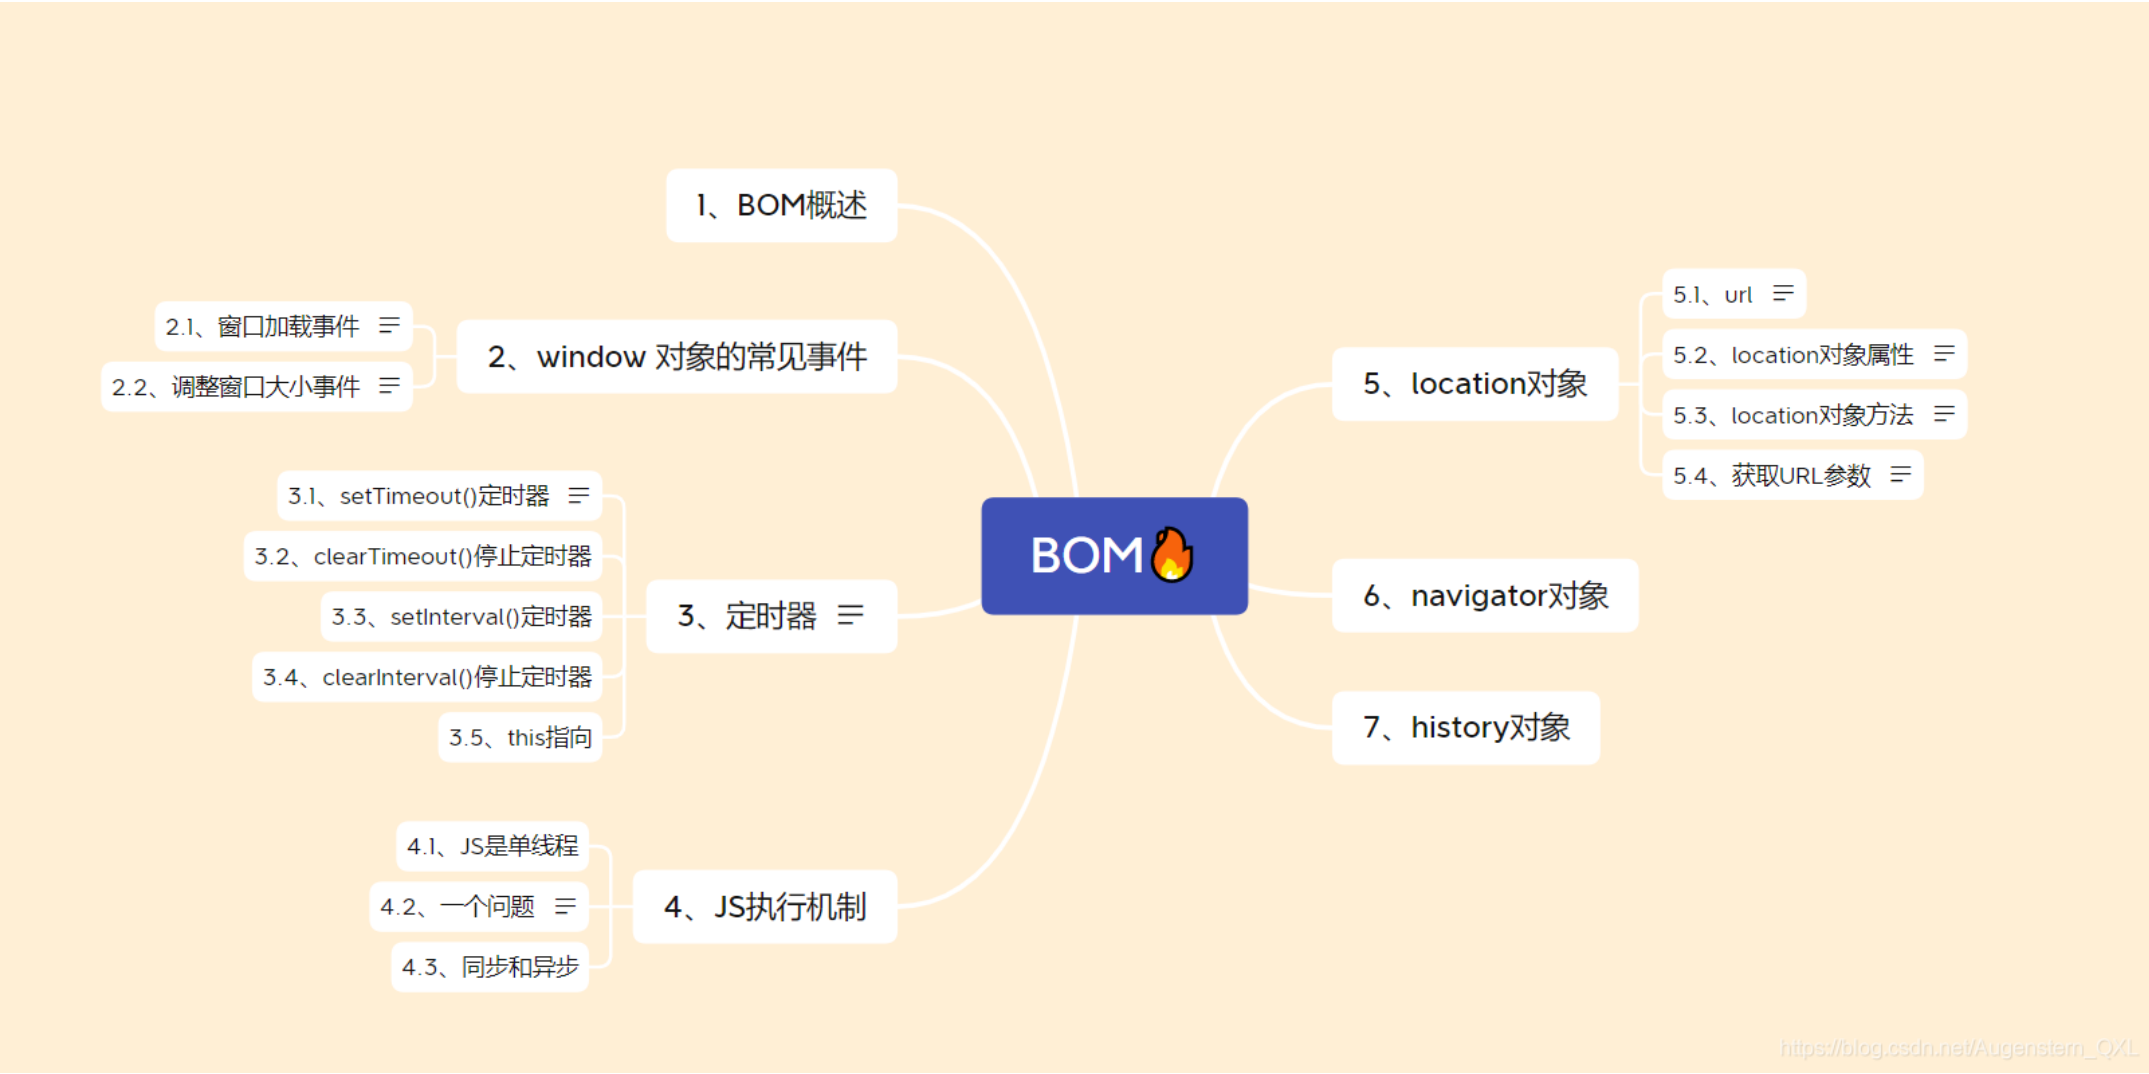 BOM🔥
1、BOM概述
2、window 对象的常见事件
2.1、窗口加载事件
2.2、调整窗口大小事件
3、定时器
3.1、setTimeout()定时器
3.2、clearTimeout()停止定时器
3.3、setInterval()定时器
3.4、clearInterval()停止定时器
3.5、this指向
4、JS执行机制
4.1、JS是单线程
4.2、一个问题
4.3、同步和异步
5、location对象
5.1、url
5.2、location对象属性
5.3、location对象方法
5.4、获取URL参数
6、navigator对象
7、history对象
https://blog.csdn.net/Augenstern_QXL